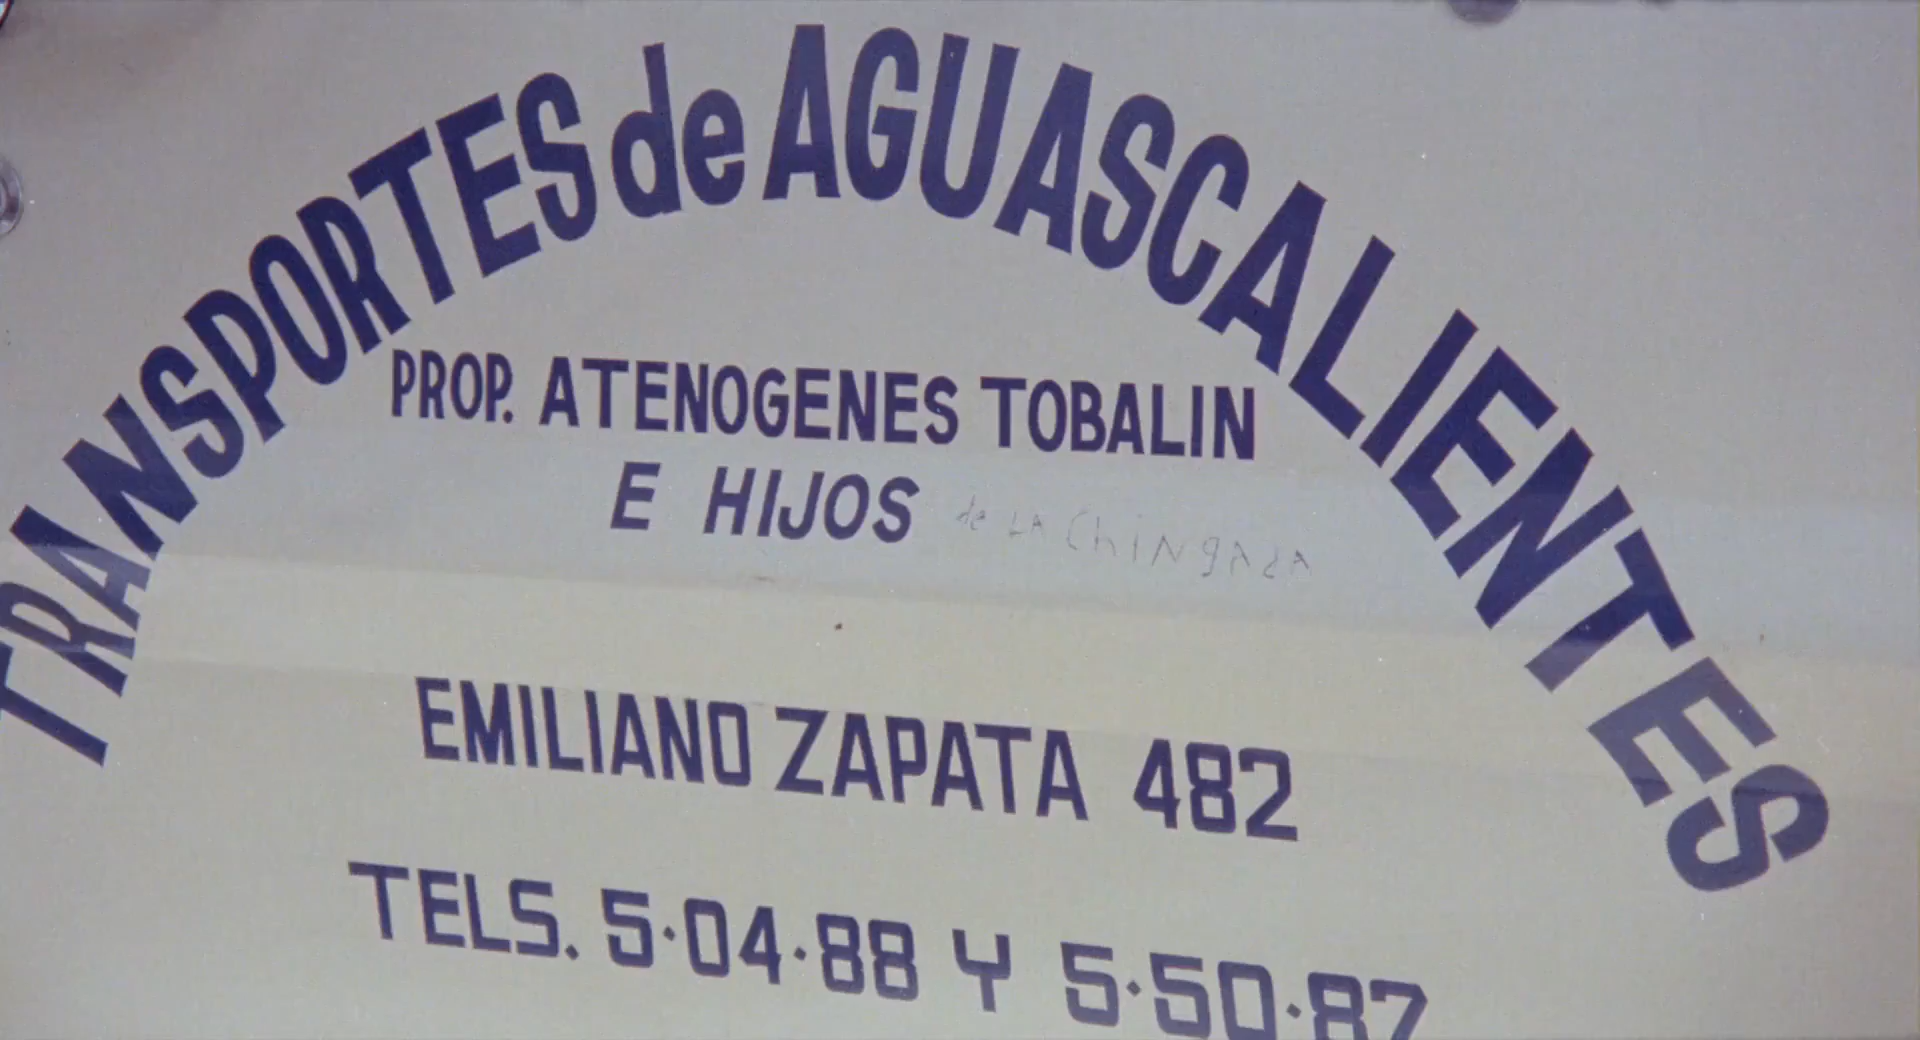 TRANSPORTES de AGUASCALIENTES
PROP. ATENOGENES TOBALIN
E HIJOS de LA ChiNgAdA
EMILIANO ZAPATA 482
TELS. 5·04·88 Y 5·50·87